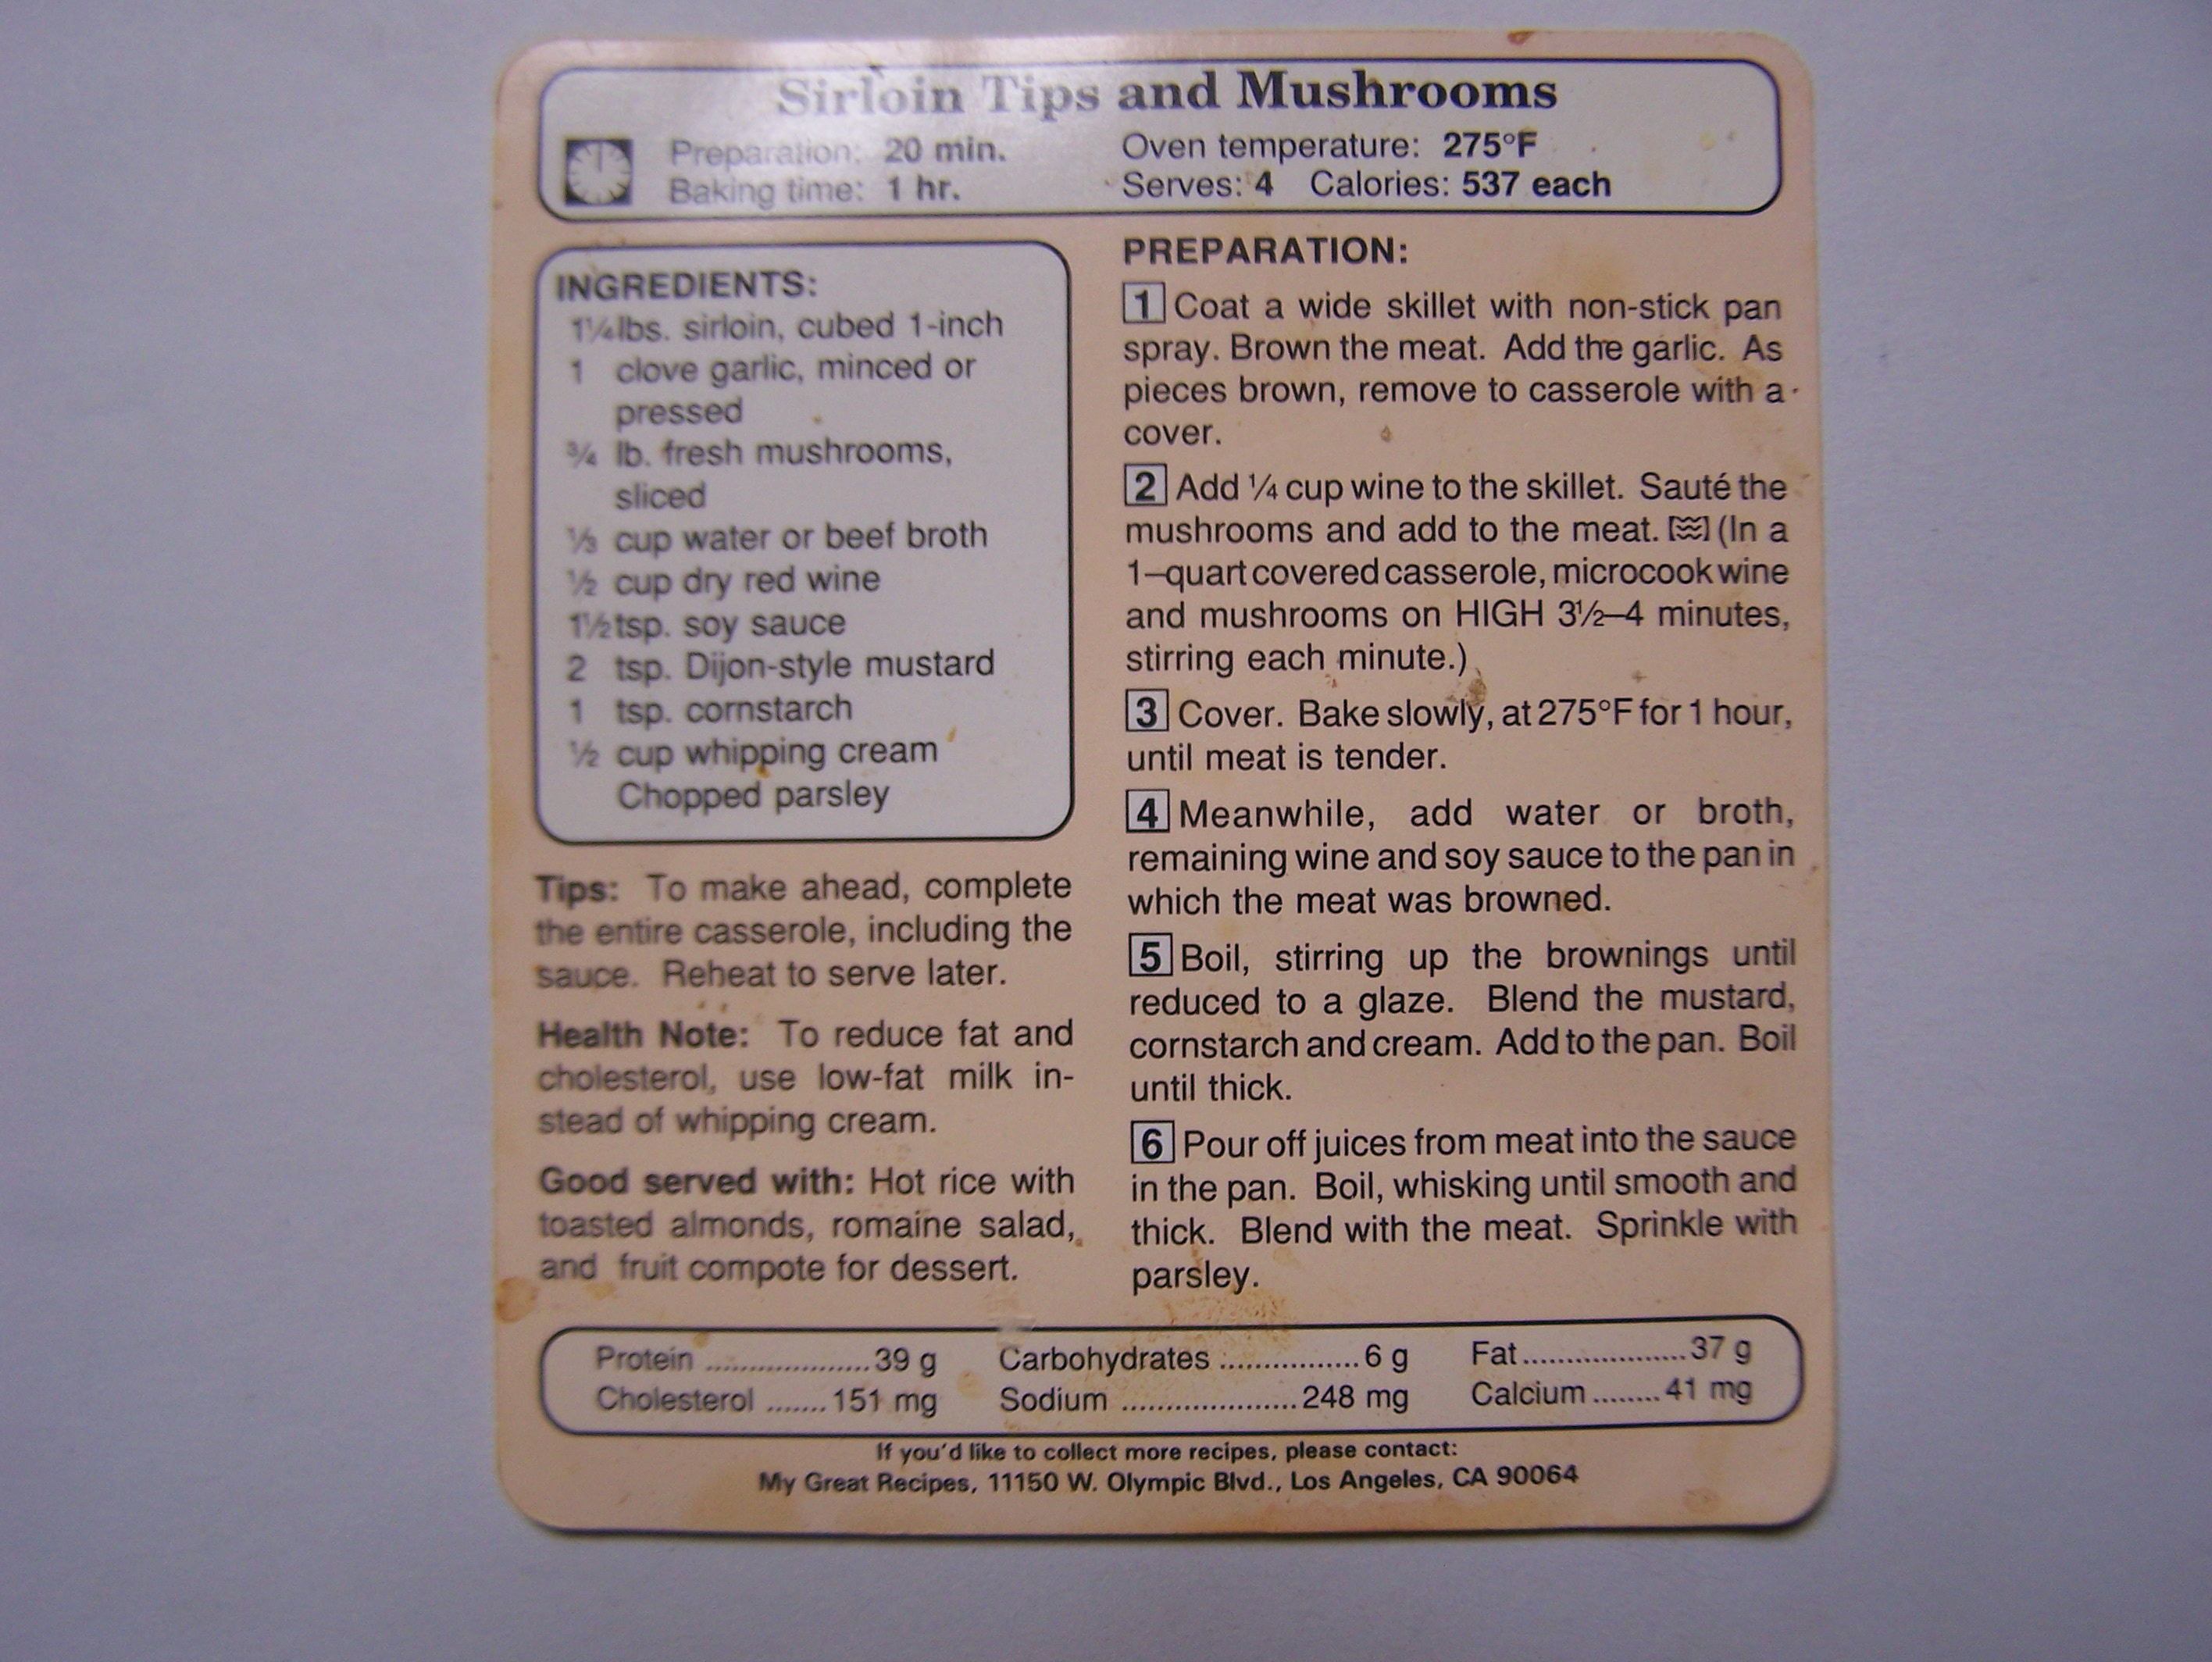 Sirloin Tips and Mushrooms
Preparation: 20 min.
Baking time: 1 hr.
Oven temperature: 275°F
Serves: 4 Calories: 537 each
INGREDIENTS:
1¼ lbs. sirloin, cubed 1-inch
1 clove garlic, minced or
pressed
¾ lb. fresh mushrooms,
sliced
⅓ cup water or beef broth
½ cup dry red wine
1½ tsp. soy sauce
2 tsp. Dijon-style mustard
1 tsp. cornstarch
½ cup whipping cream
Chopped parsley
Tips: To make ahead, complete
the entire casserole, including the
sauce. Reheat to serve later.
Health Note: To reduce fat and
cholesterol, use low-fat milk in-
stead of whipping cream.
Good served with: Hot rice with
toasted almonds, romaine salad,
and fruit compote for dessert.
PREPARATION:
1 Coat a wide skillet with non-stick pan
spray. Brown the meat. Add the garlic. As
pieces brown, remove to casserole with a
cover.
2 Add ¼ cup wine to the skillet. Sauté the
mushrooms and add to the meat. (In a
1–quart covered casserole, microcook wine
and mushrooms on HIGH 3½–4 minutes,
stirring each minute.)
3 Cover. Bake slowly, at 275°F for 1 hour,
until meat is tender.
4 Meanwhile, add water or broth,
remaining wine and soy sauce to the pan in
which the meat was browned.
5 Boil, stirring up the brownings until
reduced to a glaze. Blend the mustard,
cornstarch and cream. Add to the pan. Boil
until thick.
6 Pour off juices from meat into the sauce
in the pan. Boil, whisking until smooth and
thick. Blend with the meat. Sprinkle with
parsley.
Protein .................... 39 g Carbohydrates ................ 6 g Fat ................... 37 g
Cholesterol ....... 151 mg Sodium .................... 248 mg Calcium ........ 41 mg
If you'd like to collect more recipes, please contact:
My Great Recipes, 11150 W. Olympic Blvd., Los Angeles, CA 90064